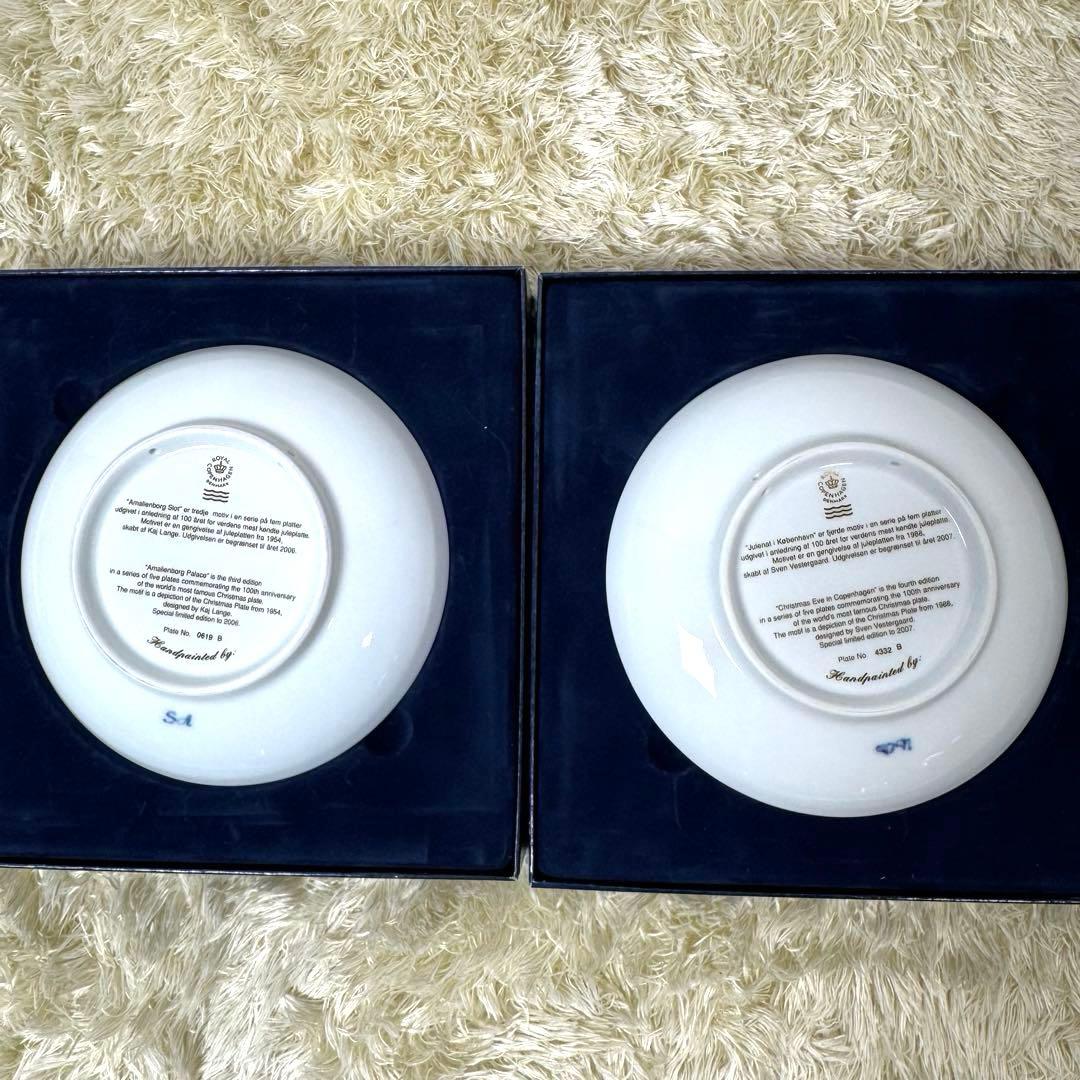 ROYAL
COPENHAGEN
DENMARK
"Amalienborg Slot" er tredje motiv i en serie på fem platter
udgivet i anledning af 100 året for verdens mest kendte juleplatte.
Motivet er en gengivelse af juleplatten fra 1954,
skabt af Kaj Lange. Udgivelsen er begrænset til året 2006.
"Amalienborg Palace" is the third edition
in a series of five plates commemorating the 100th anniversary
of the world's most famous Christmas plate.
The motif is a depiction of the Christmas Plate from 1954,
designed by Kaj Lange.
Special limited edition to 2006.
Plate No. 0619 B
Handpainted by:
SA
COPENHAGEN
DENMARK
"Julenat i København" er fjerde motiv i en serie på fem platter
udgivet i anledning af 100 året for verdens mest kendte juleplatte.
Motivet er en gengivelse af juleplatten fra 1988,
skabt af Sven Vestergaard. Udgivelsen er begrænset til året 2007.
"Christmas Eve in Copenhagen" is the fourth edition
in a series of five plates commemorating the 100th anniversary
of the world's most famous Christmas plate.
The motif is a depiction of the Christmas Plate from 1988,
designed by Sven Vestergaard.
Special limited edition to 2007.
Plate No 4332 B
Handpainted by: